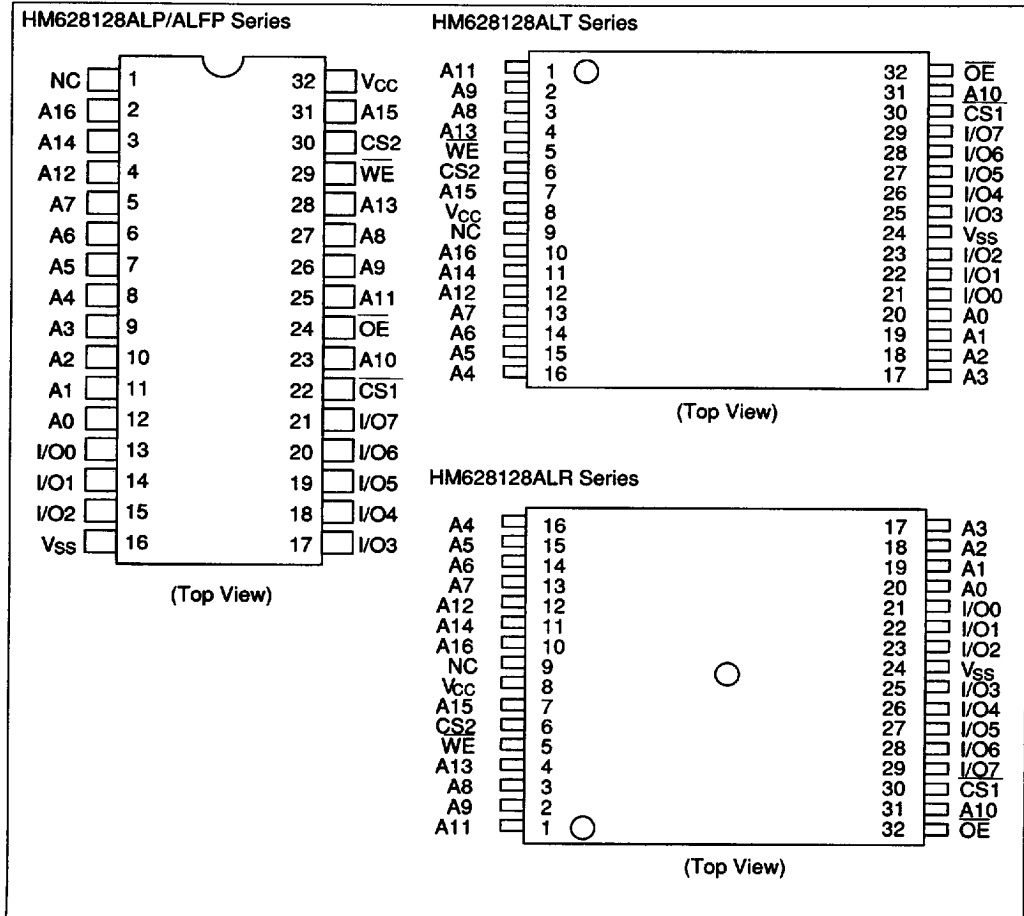 HM628128ALP/ALFP Series
NC 1 32 VCC
A16 2 31 A15
A14 3 30 CS2
A12 4 29 W̅E̅
A7 5 28 A13
A6 6 27 A8
A5 7 26 A9
A4 8 25 A11
A3 9 24 O̅E̅
A2 10 23 A10
A1 11 22 C̅S̅1̅
A0 12 21 I/O7
I/O0 13 20 I/O6
I/O1 14 19 I/O5
I/O2 15 18 I/O4
VSS 16 17 I/O3
(Top View)
HM628128ALT Series
A11 1 32 O̅E̅
A9 2 31 A10
A8 3 30 C̅S̅1̅
A13 4 29 I/O7
W̅E̅ 5 28 I/O6
CS2 6 27 I/O5
A15 7 26 I/O4
VCC 8 25 I/O3
NC 9 24 VSS
A16 10 23 I/O2
A14 11 22 I/O1
A12 12 21 I/O0
A7 13 20 A0
A6 14 19 A1
A5 15 18 A2
A4 16 17 A3
(Top View)
HM628128ALR Series
A4 16 17 A3
A5 15 18 A2
A6 14 19 A1
A7 13 20 A0
A12 12 21 I/O0
A14 11 22 I/O1
A16 10 23 I/O2
NC 9 24 VSS
VCC 8 25 I/O3
A15 7 26 I/O4
CS2 6 27 I/O5
W̅E̅ 5 28 I/O6
A13 4 29 I/O7
A8 3 30 C̅S̅1̅
A9 2 31 A10
A11 1 32 O̅E̅
(Top View)